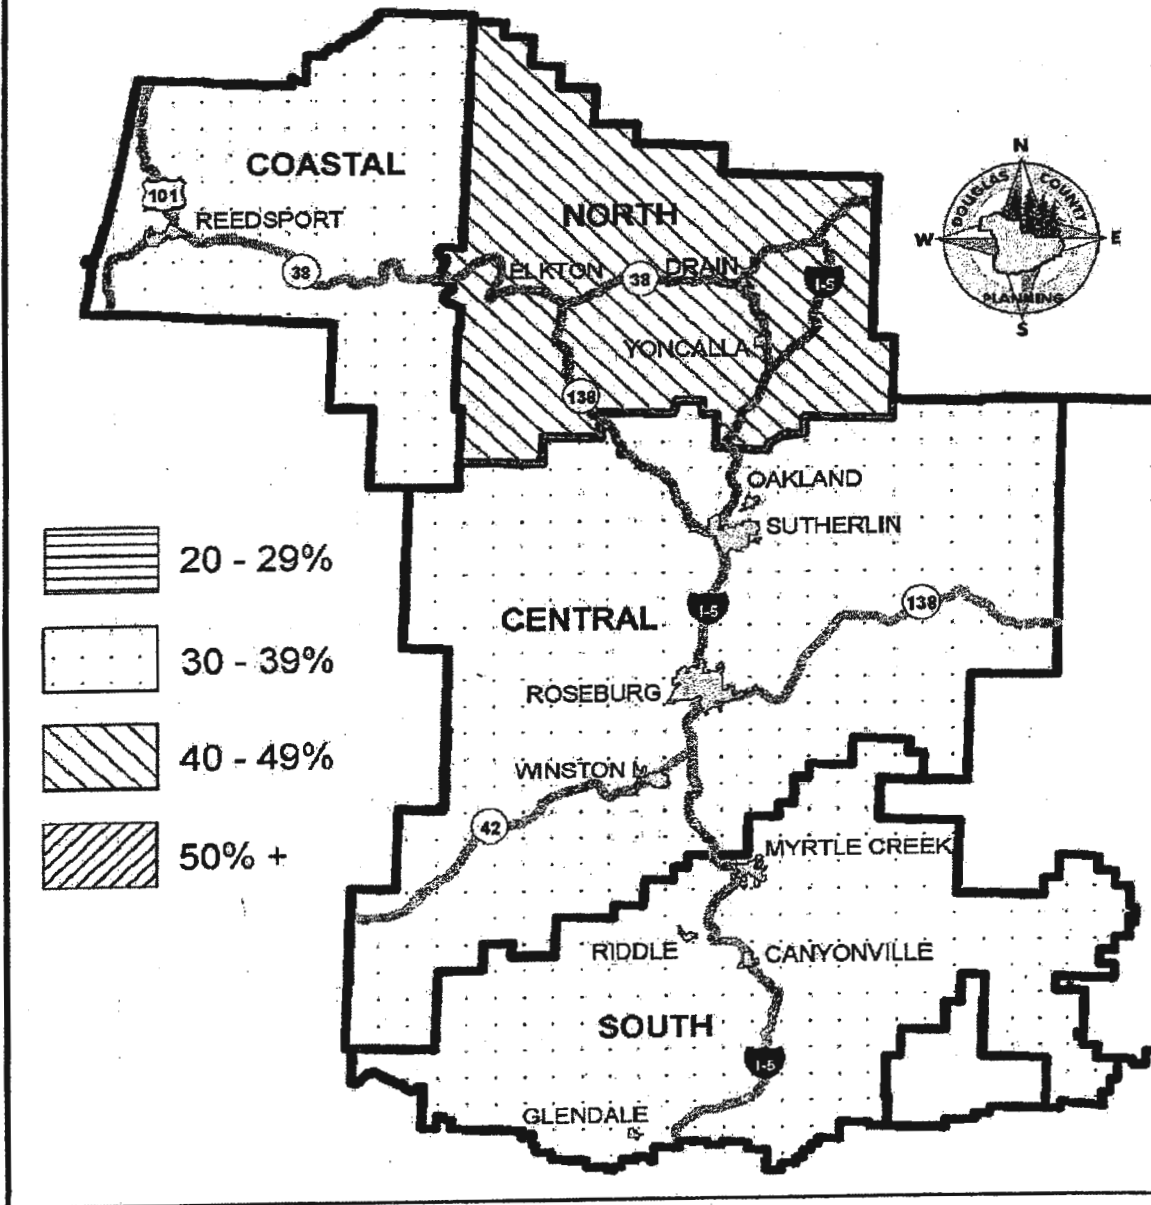 COASTAL
101
REEDSPORT
38
NORTH
ELKTON
38
DRAIN
I-5
YONCALLA
138
N
DOUGLAS COUNTY
W
E
PLANNING
S
OAKLAND
SUTHERLIN
20 - 29%
I-5
138
CENTRAL
30 - 39%
ROSEBURG
40 - 49%
WINSTON
42
MYRTLE CREEK
50% +
RIDDLE
CANYONVILLE
SOUTH
I-5
GLENDALE